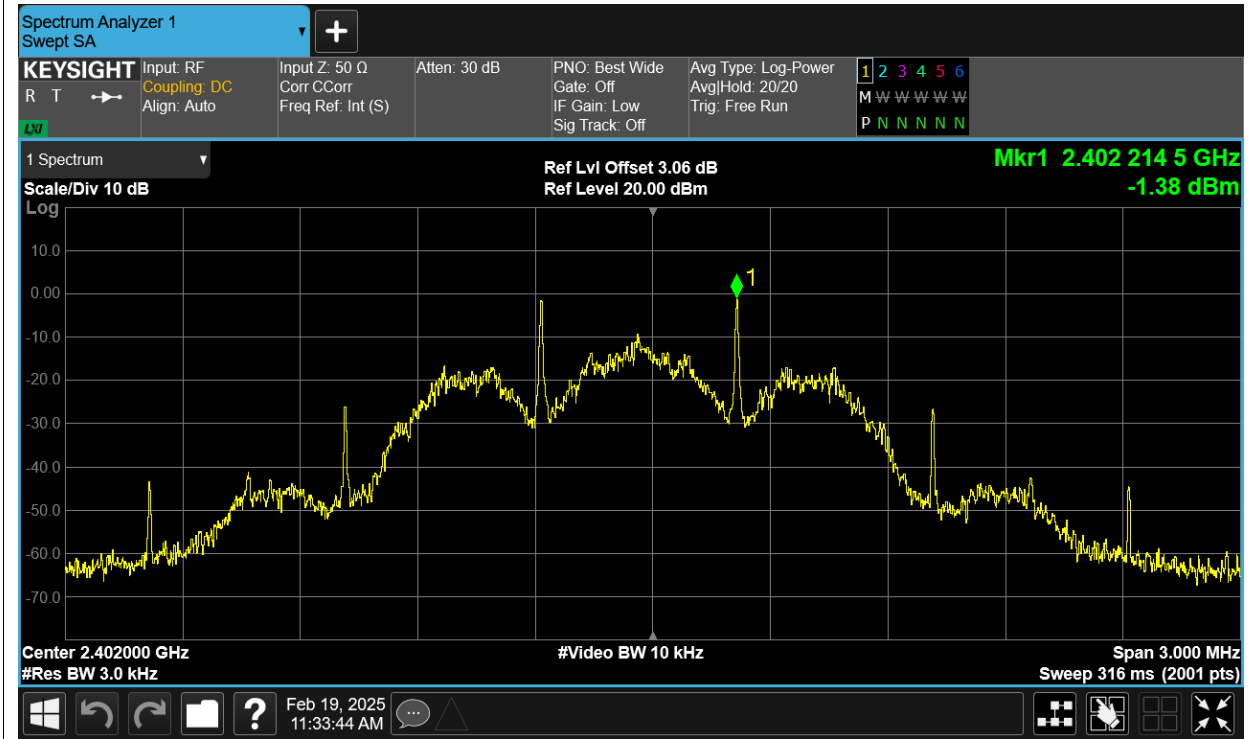 Spectrum Analyzer 1
Swept SA
KEYSIGHT
R T
LXI
Input: RF
Coupling: DC
Align: Auto
Input Z: 50 Ω
Corr CCorr
Freq Ref: Int (S)
Atten: 30 dB
PNO: Best Wide
Gate: Off
IF Gain: Low
Sig Track: Off
Avg Type: Log-Power
Avg|Hold: 20/20
Trig: Free Run
1 2 3 4 5 6
M W W W W W W
P N N N N N N
1 Spectrum
Scale/Div 10 dB
Log
Ref Lvl Offset 3.06 dB
Ref Level 20.00 dBm
Mkr1 2.402 214 5 GHz
-1.38 dBm
10.0
0.00
-10.0
-20.0
-30.0
-40.0
-50.0
-60.0
-70.0
1
Center 2.402000 GHz
#Res BW 3.0 kHz
#Video BW 10 kHz
Span 3.000 MHz
Sweep 316 ms (2001 pts)
?
Feb 19, 2025
11:33:44 AM